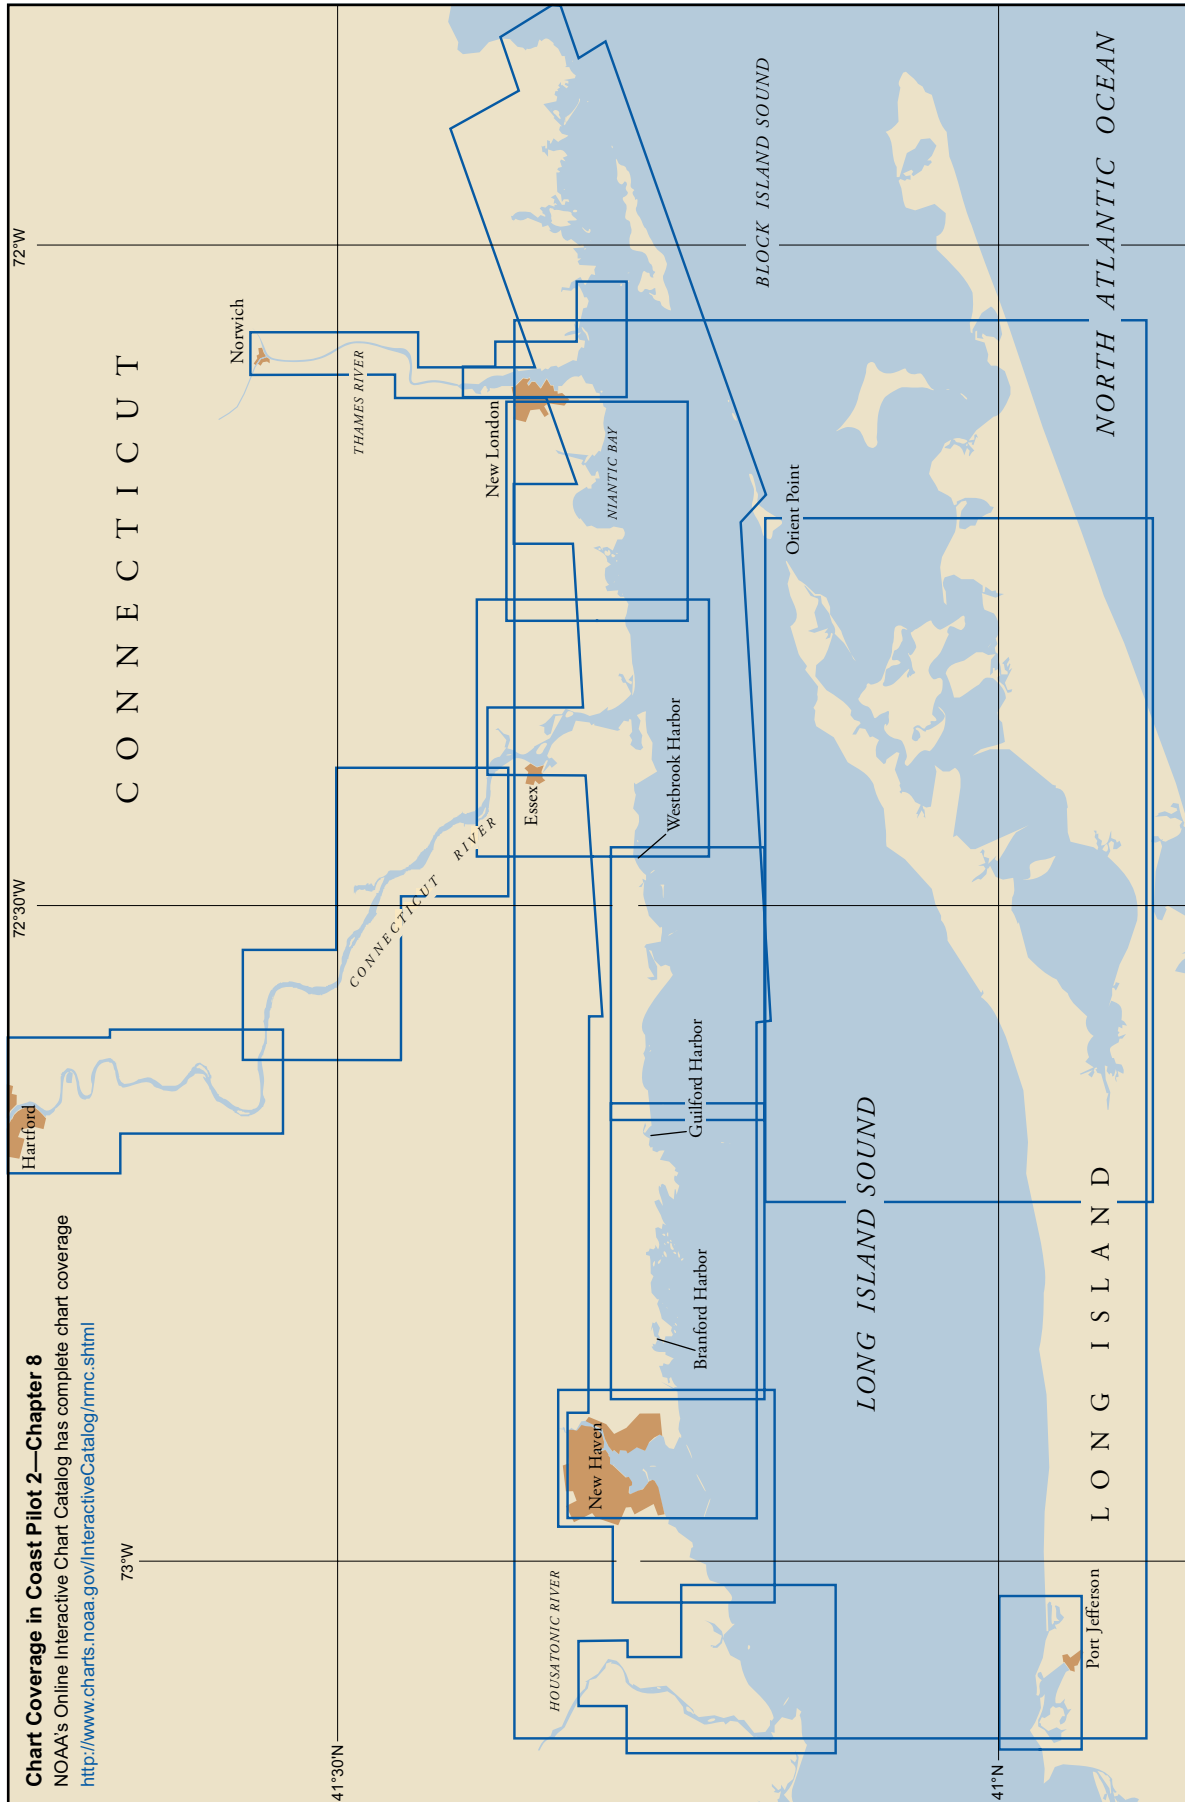 Chart Coverage in Coast Pilot 2—Chapter 8
NOAA's Online Interactive Chart Catalog has complete chart coverage
http://www.charts.noaa.gov/InteractiveCatalog/nrnc.shtml
73°W
72°30'W
72°W
41°30'N
41°N
CONNECTICUT
Hartford
Norwich
THAMES RIVER
CONNECTICUT RIVER
New London
Essex
NIANTIC BAY
HOUSATONIC RIVER
New Haven
Branford Harbor
Guilford Harbor
Westbrook Harbor
Orient Point
BLOCK ISLAND SOUND
LONG ISLAND SOUND
Port Jefferson
LONG ISLAND
NORTH ATLANTIC OCEAN